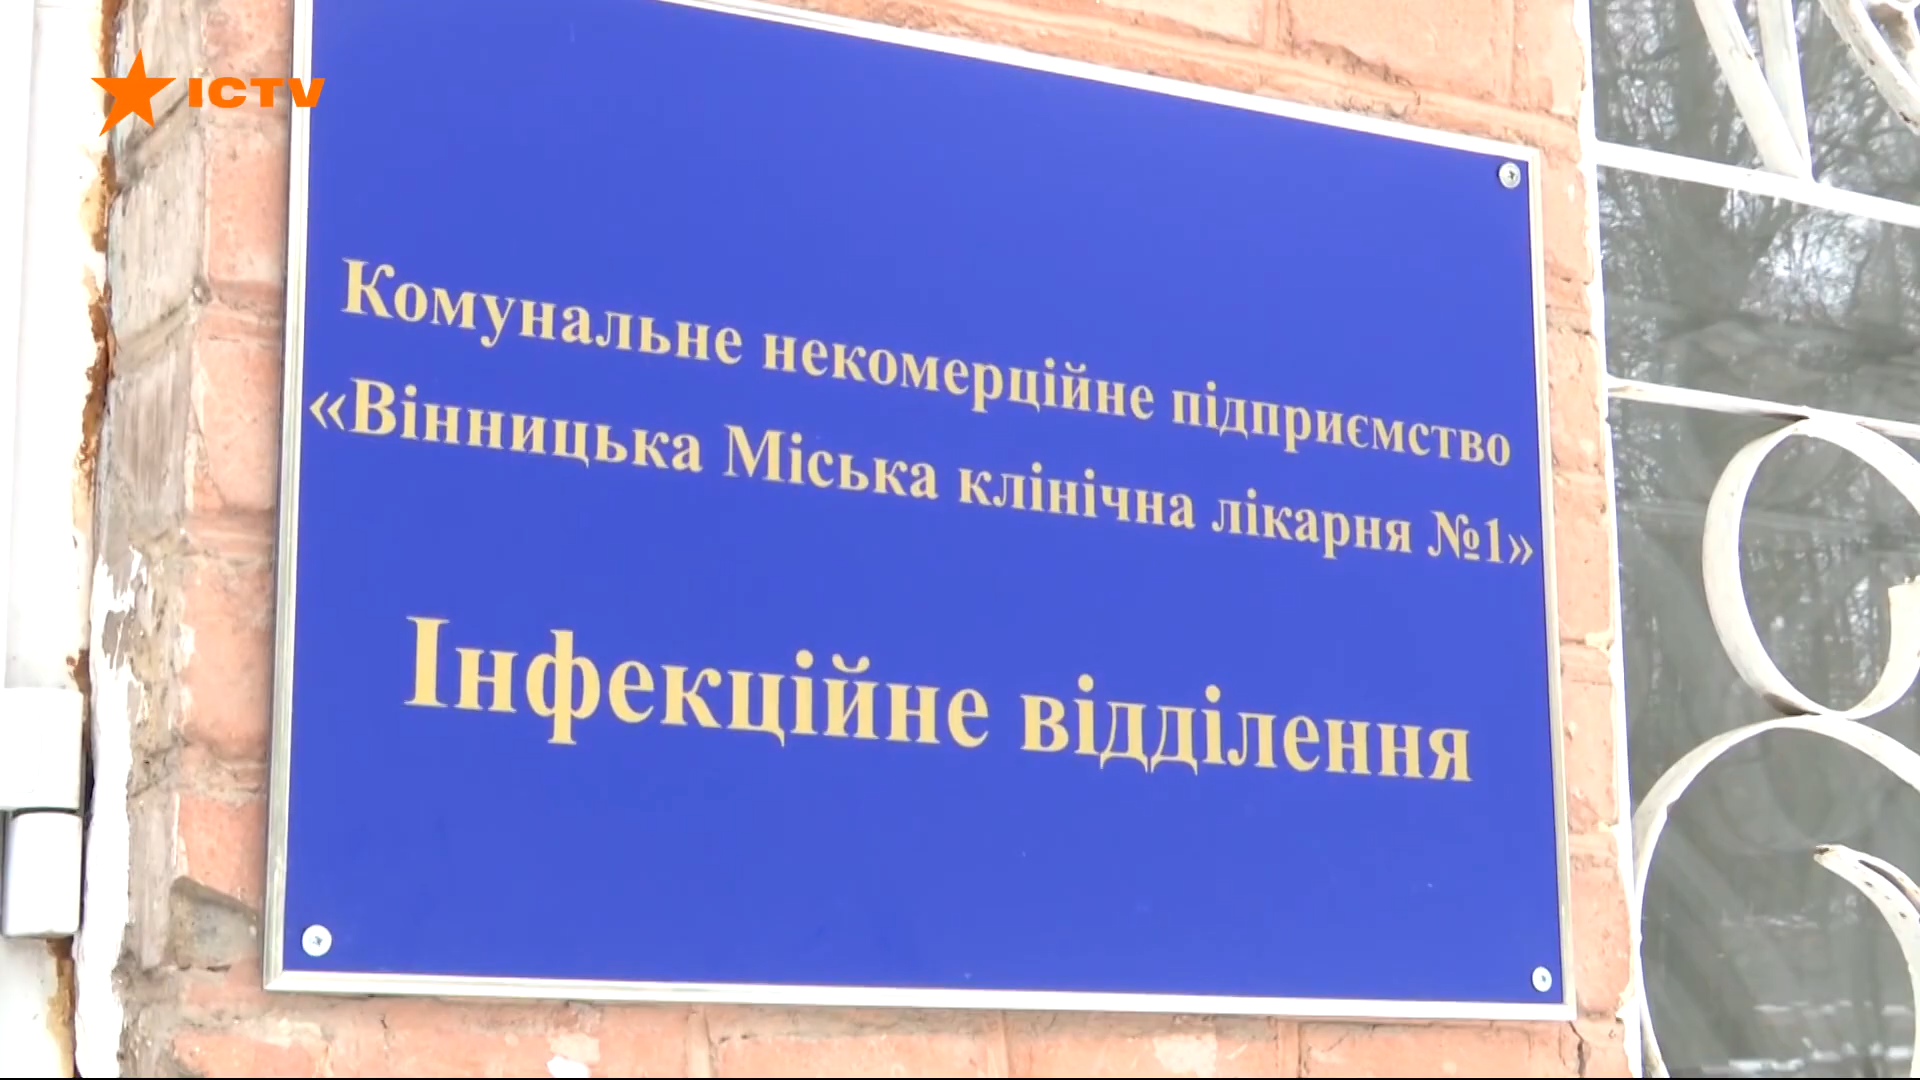 ICTV
Комунальне некомерційне підприємство
«Вінницька Міська клінічна лікарня №1»
Інфекційне відділення